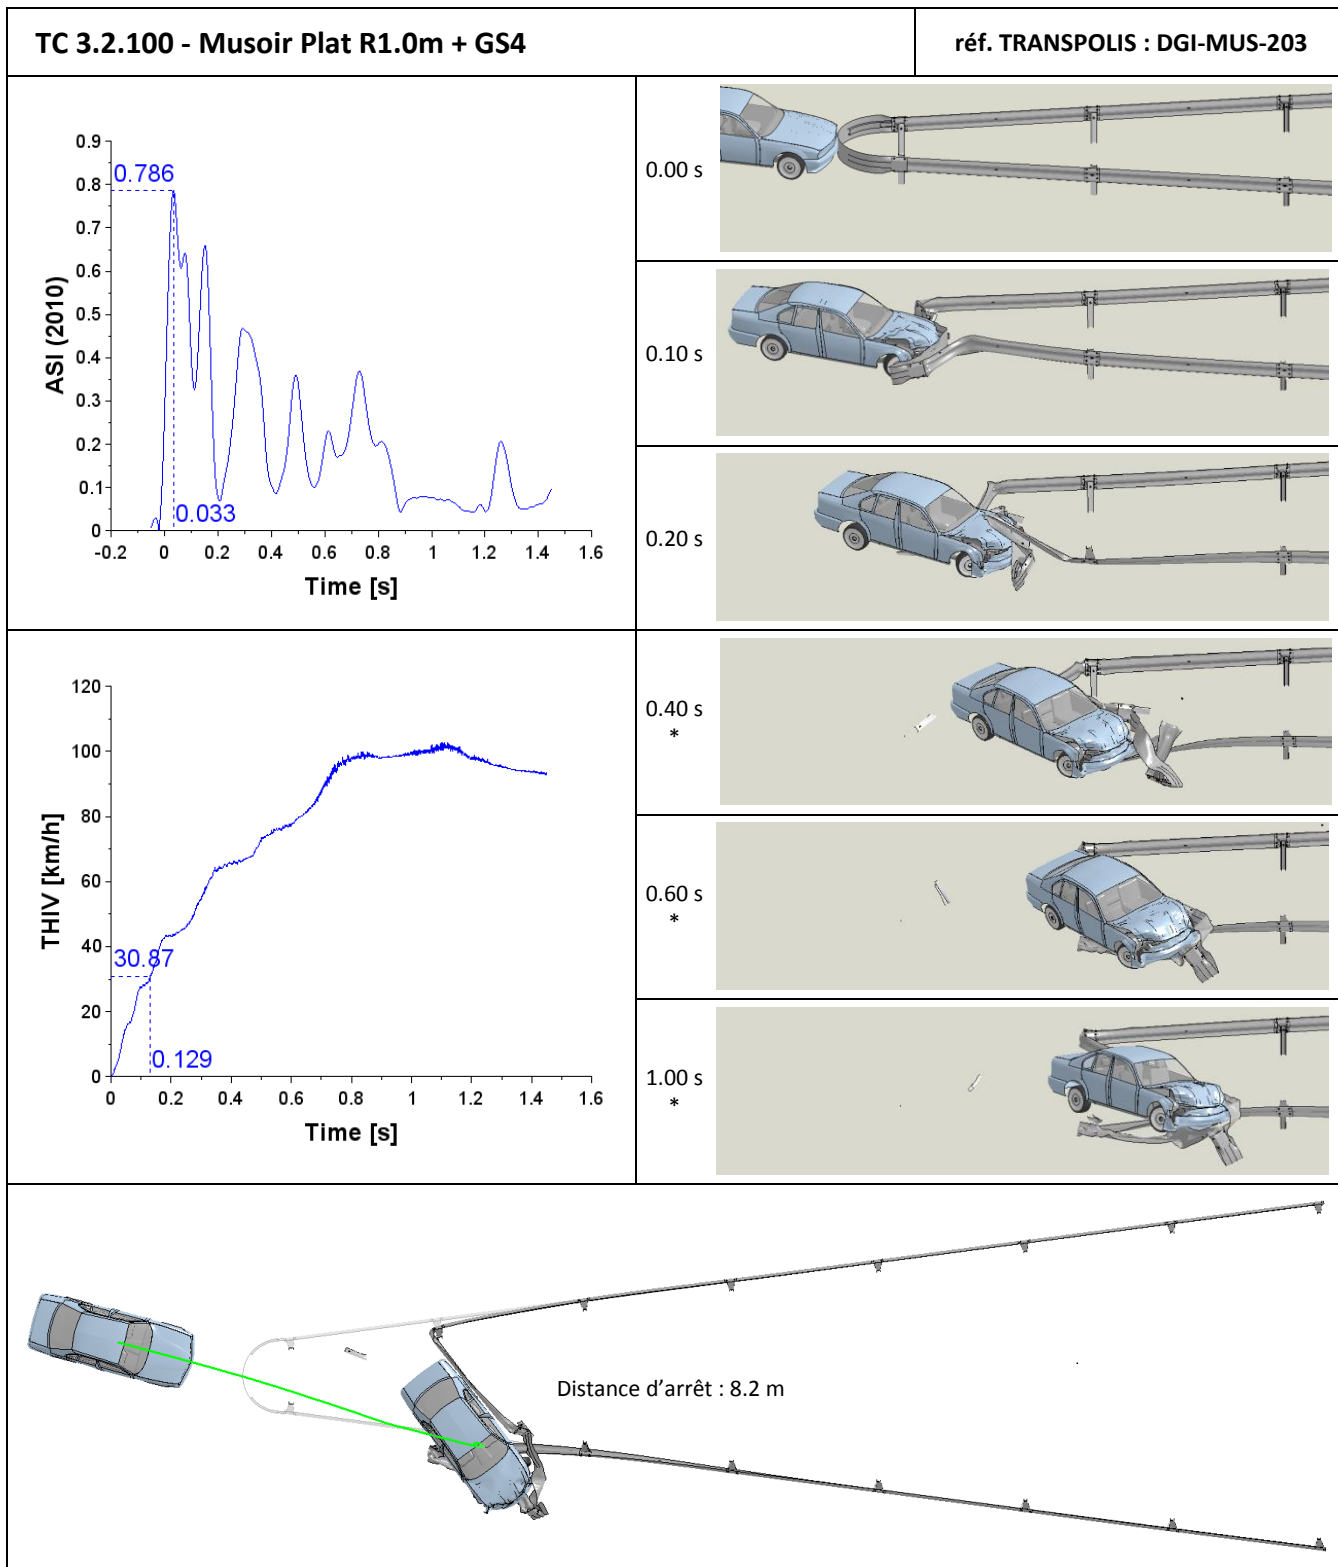 TC 3.2.100 - Musoir Plat R1.0m + GS4
réf. TRANSPOLIS : DGI-MUS-203
0.9
0.8
0.7
0.6
0.5
0.4
0.3
0.2
0.1
0
0.786
0.033
ASI (2010)
-0.2 0 0.2 0.4 0.6 0.8 1 1.2 1.4 1.6
Time [s]
0.00 s
0.10 s
0.20 s
120
100
80
60
40
20
0
30.87
0.129
THIV [km/h]
0 0.2 0.4 0.6 0.8 1 1.2 1.4 1.6
Time [s]
0.40 s
*
0.60 s
*
1.00 s
*
Distance d'arrêt : 8.2 m